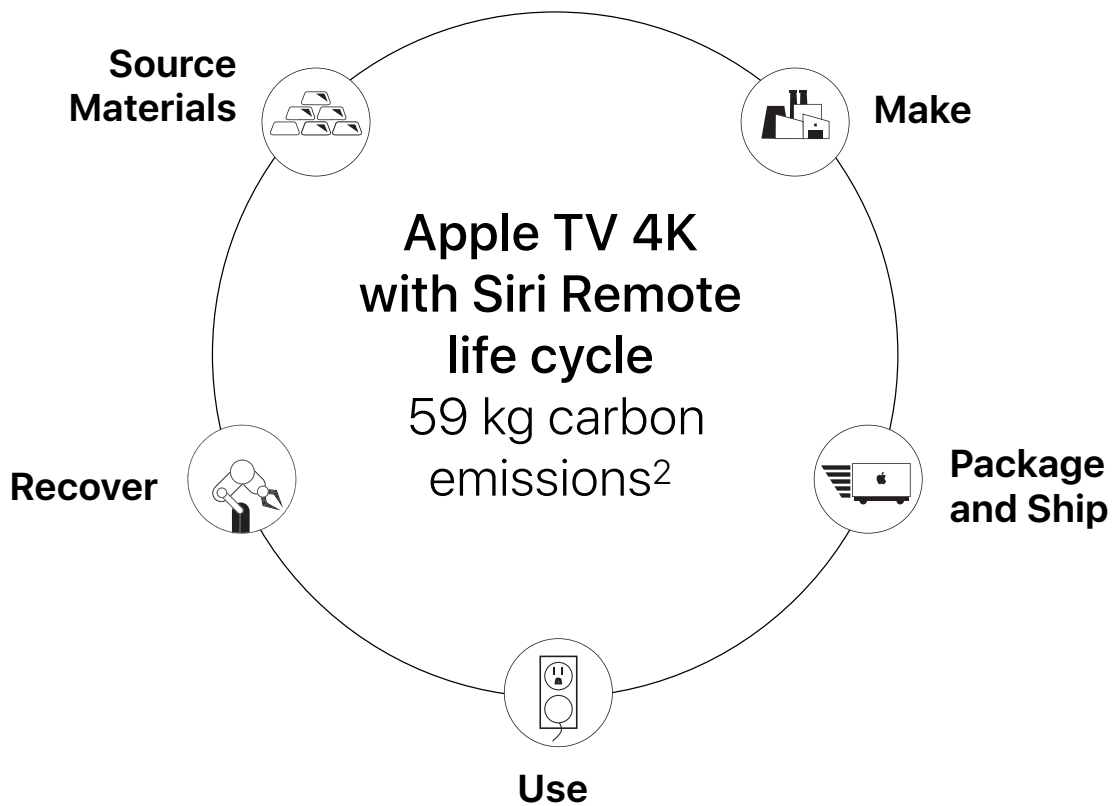 Source
Materials
Make
Apple TV 4K
with Siri Remote
life cycle
59 kg carbon
emissions²
Recover
Package
and Ship
Use